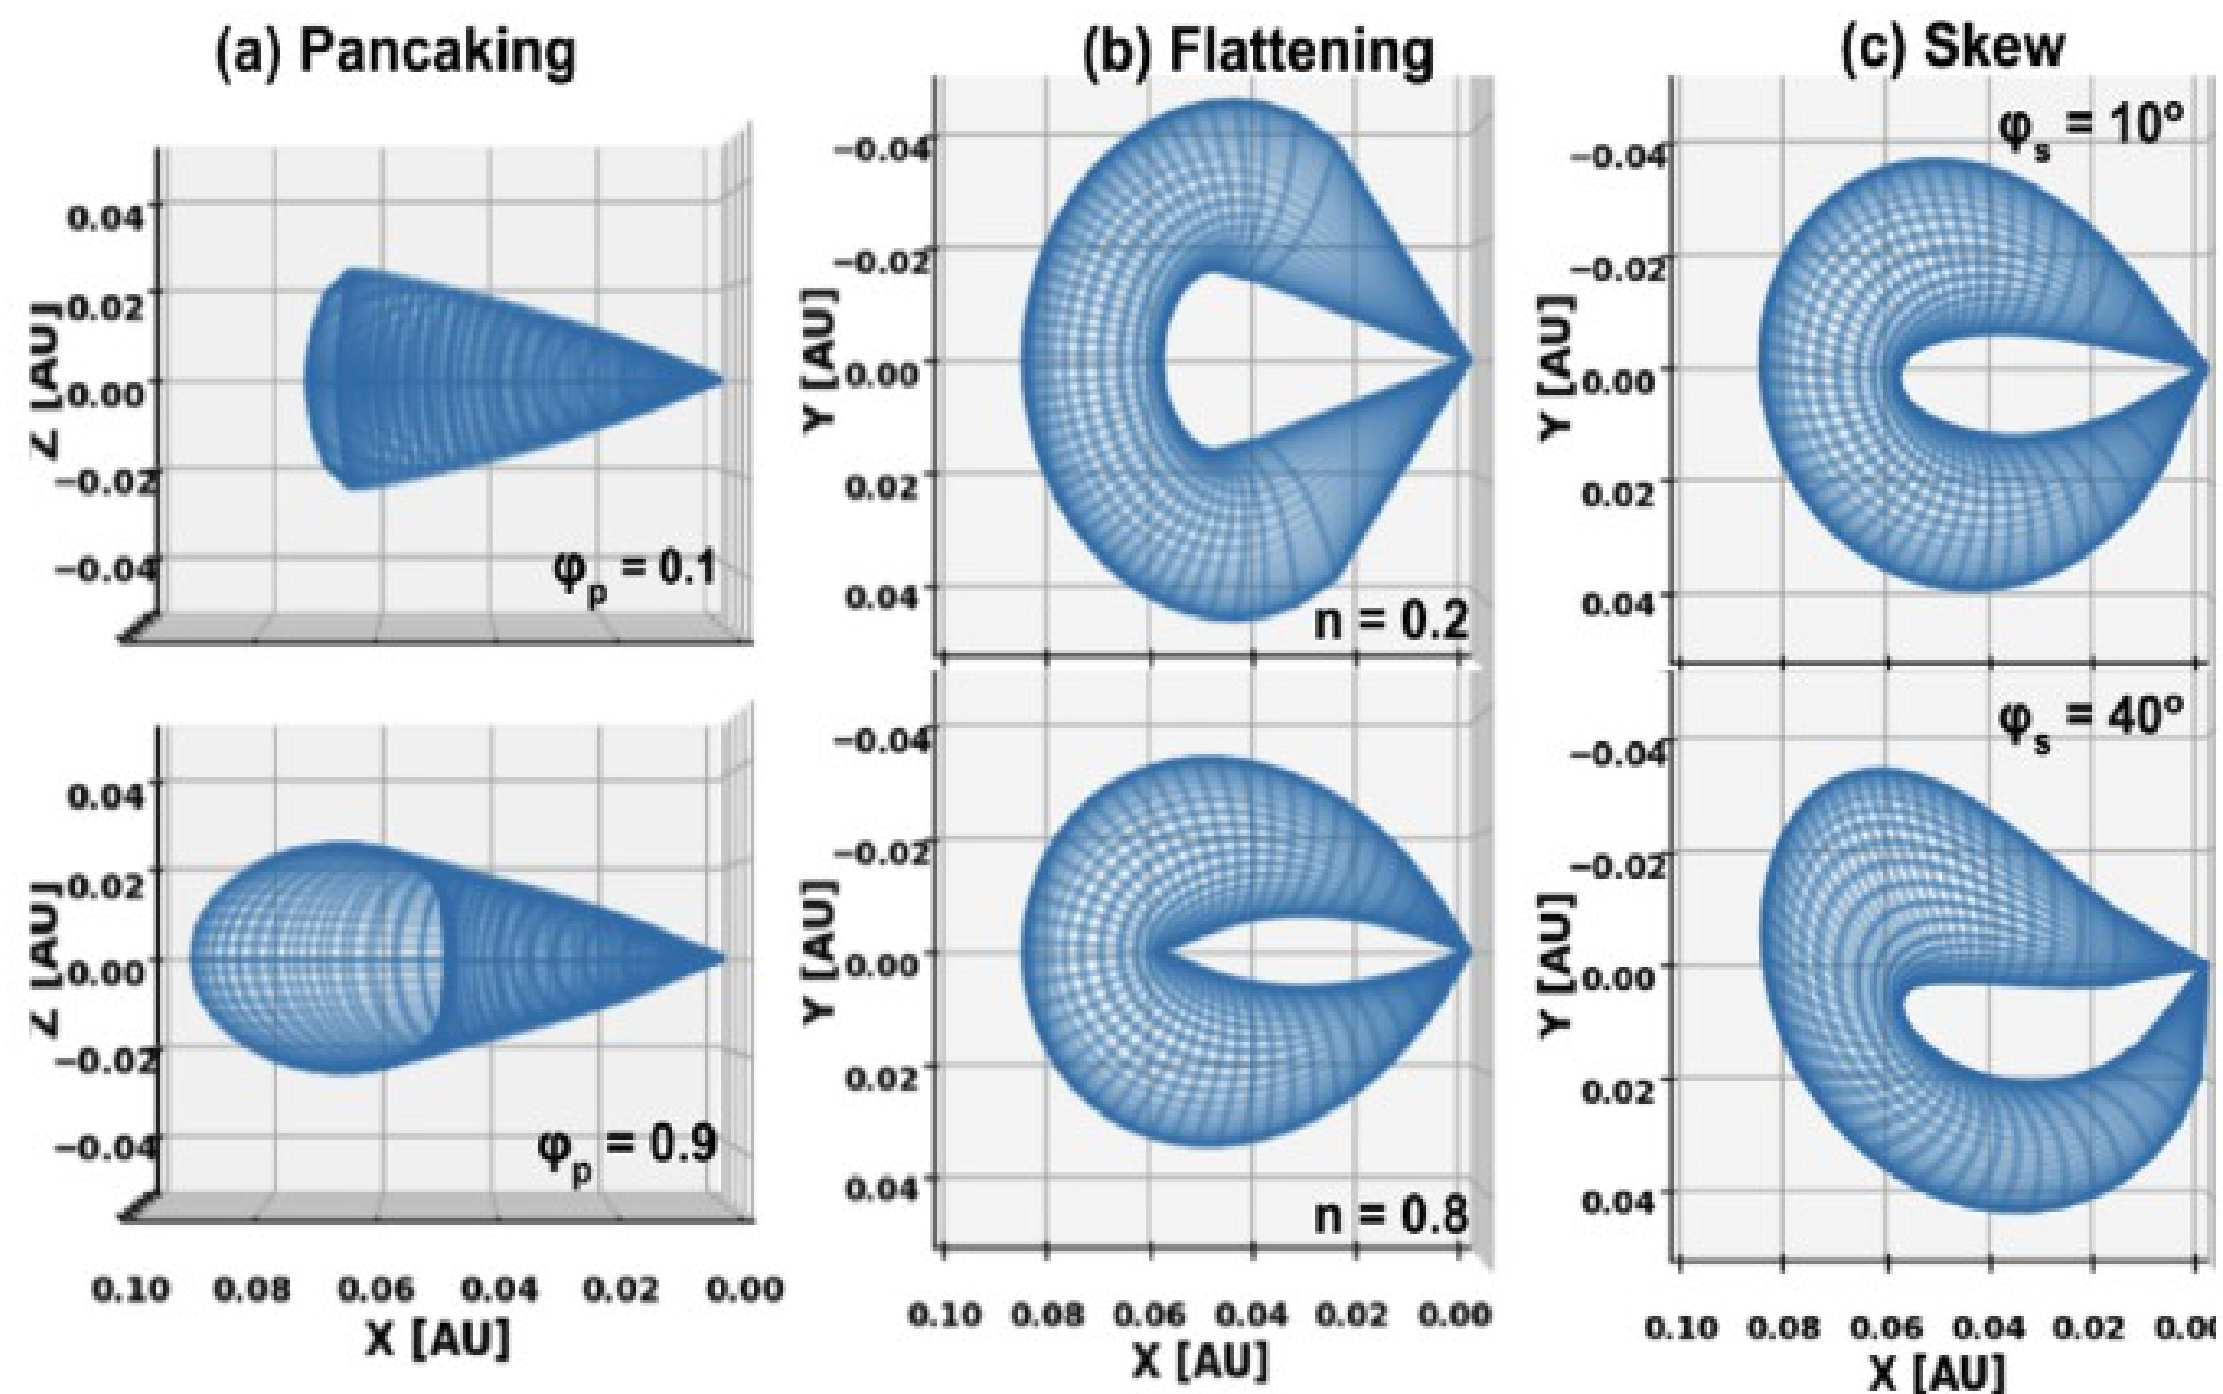 (a) Pancaking
(b) Flattening
(c) Skew
Z [AU]
0.04
0.02
0.00
−0.02
−0.04
φp = 0.1
Y [AU]
−0.04
−0.02
0.00
0.02
0.04
n = 0.2
Y [AU]
−0.04
−0.02
0.00
0.02
0.04
φs = 10º
Z [AU]
0.04
0.02
0.00
−0.02
−0.04
φp = 0.9
0.10 0.08 0.06 0.04 0.02 0.00
X [AU]
Y [AU]
−0.04
−0.02
0.00
0.02
0.04
n = 0.8
0.10 0.08 0.06 0.04 0.02 0.00
X [AU]
Y [AU]
−0.04
−0.02
0.00
0.02
0.04
φs = 40º
0.10 0.08 0.06 0.04 0.02 0.00
X [AU]